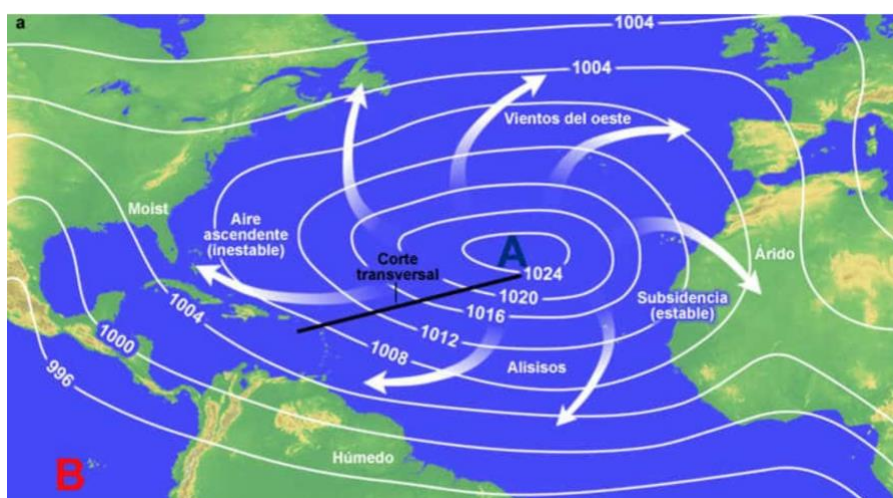 a
1004
1004
Vientos del oeste
Moist
Aire
ascendente
(inestable)
A
Corte
transversal
Árido
1024
1020
Subsidencia
(estable)
1016
1004
1012
1000
1008
Alisisos
996
Húmedo
B